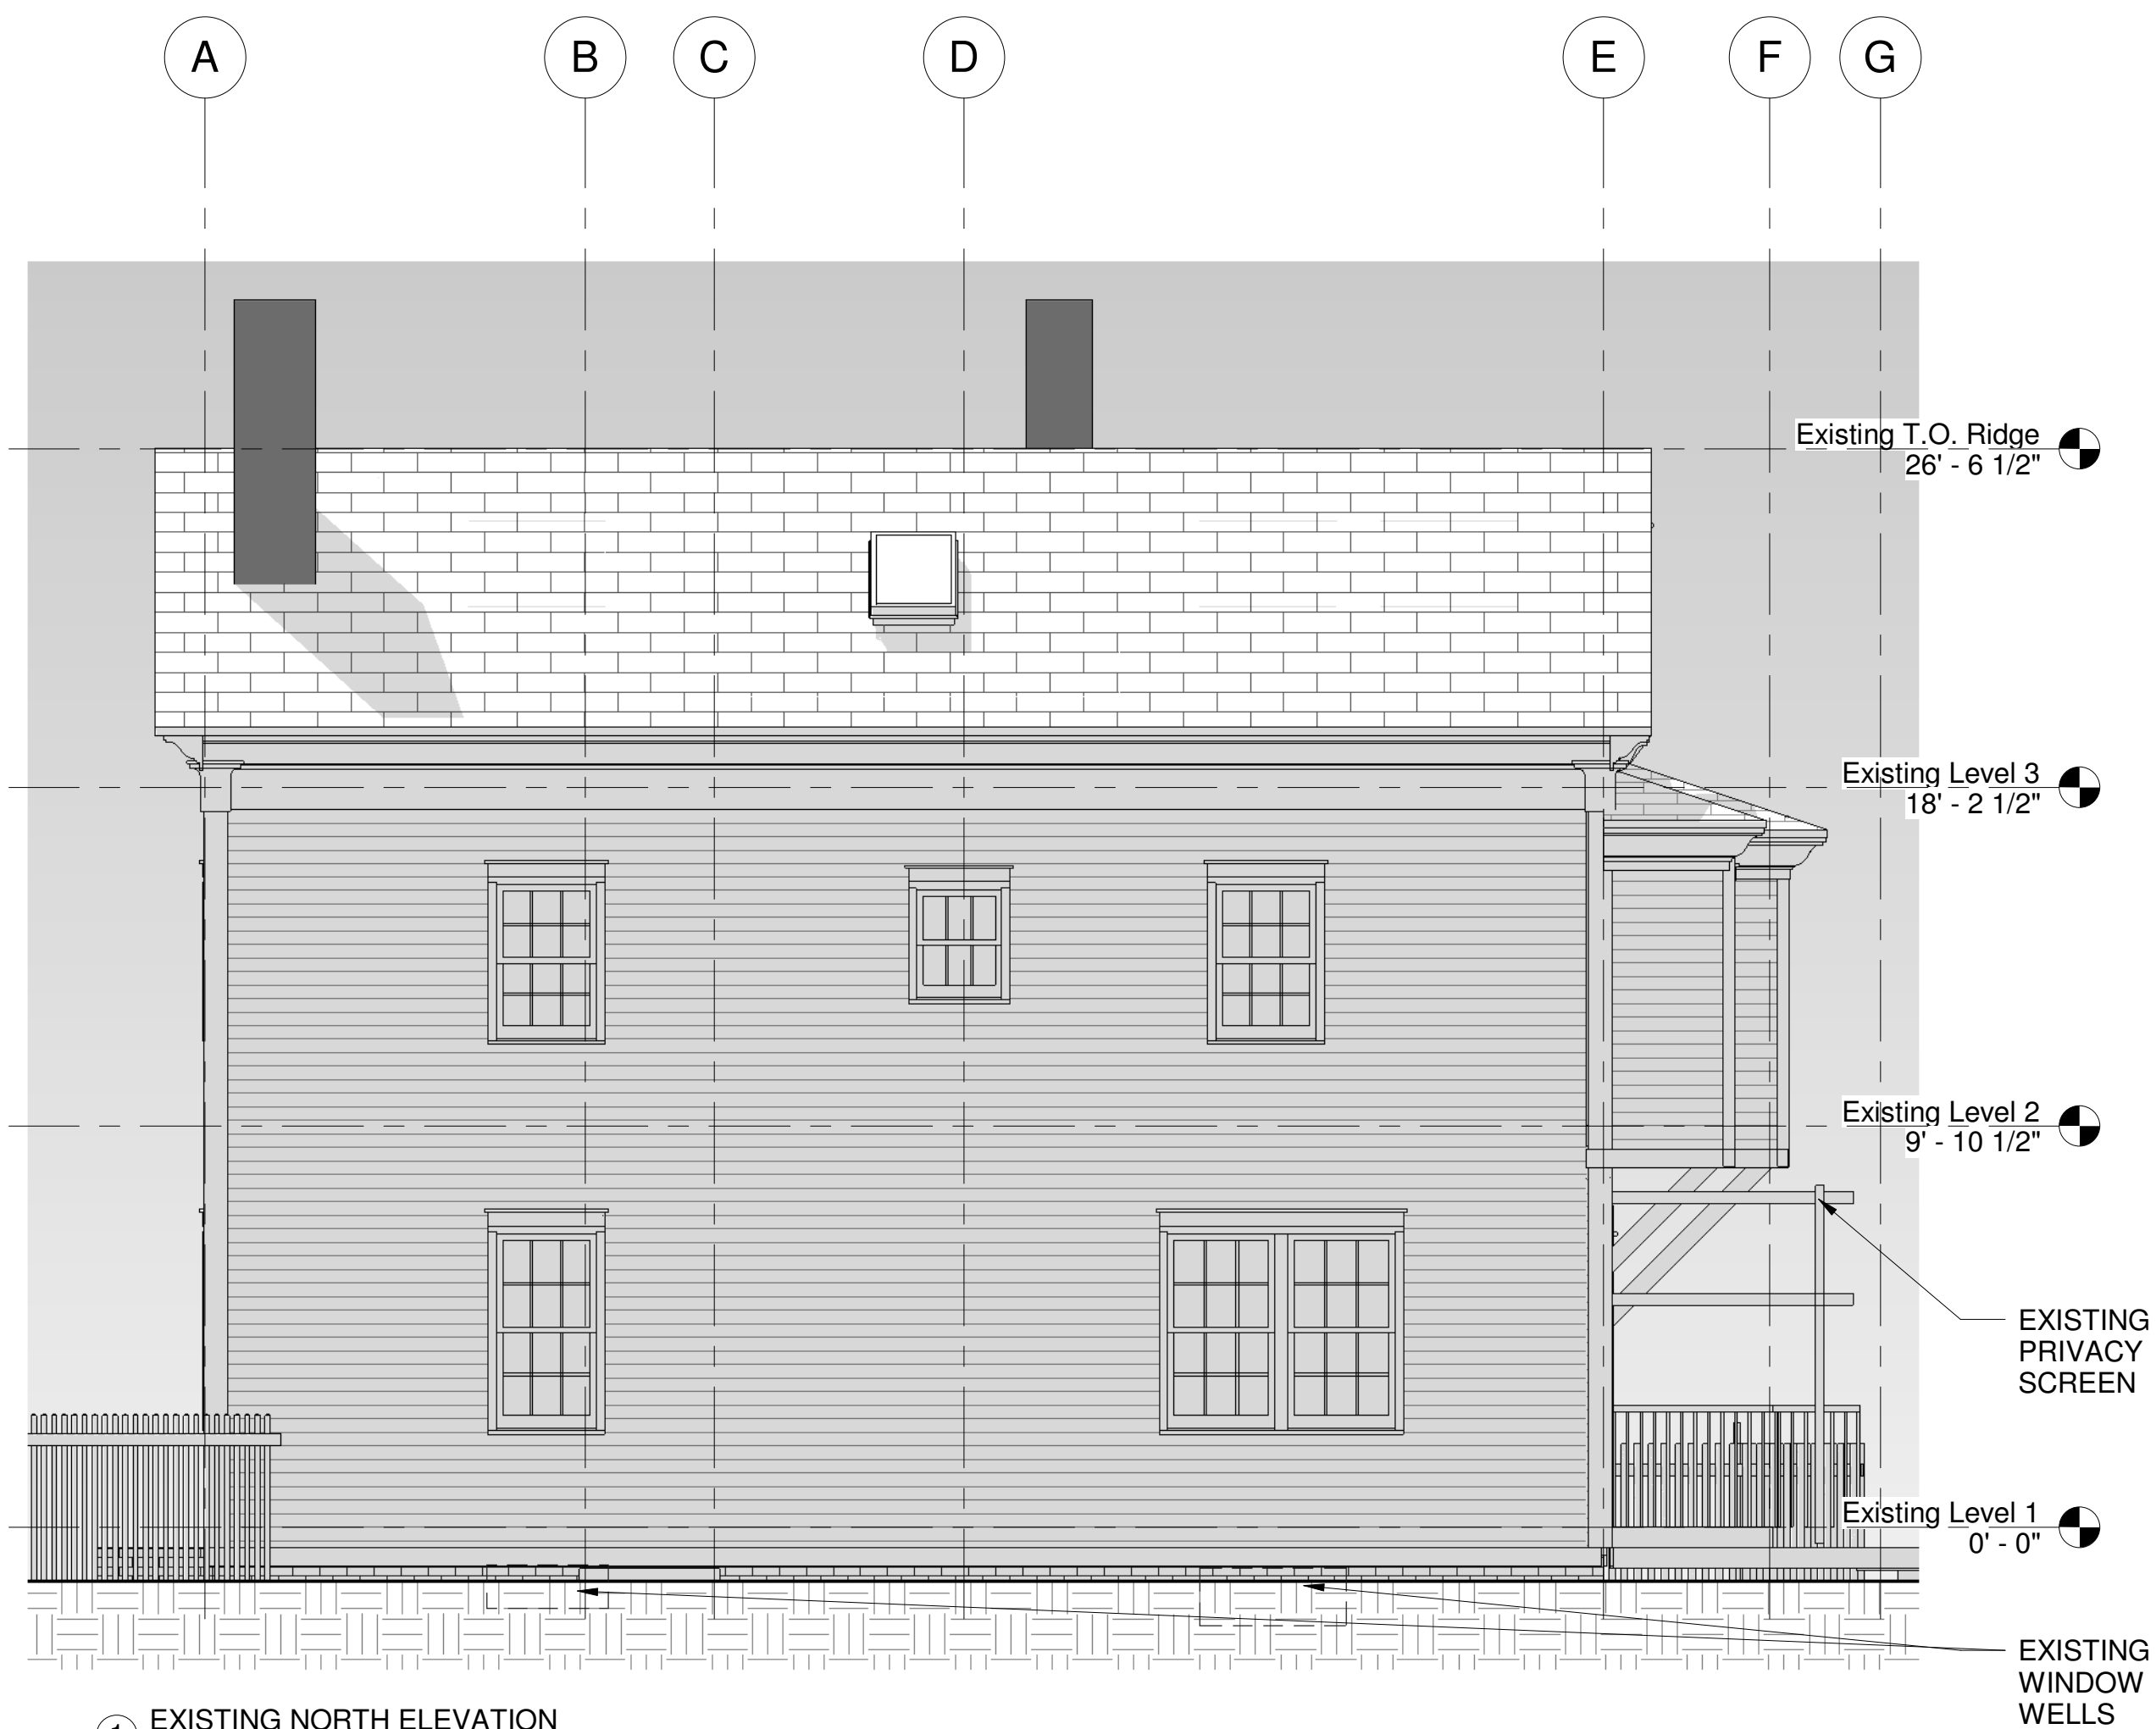 A B C D E F G
Existing T.O. Ridge
26' - 6 1/2"
Existing Level 3
18' - 2 1/2"
Existing Level 2
9' - 10 1/2"
EXISTING
PRIVACY
SCREEN
Existing Level 1
0' - 0"
EXISTING
WINDOW
WELLS
1 EXISTING NORTH ELEVATION